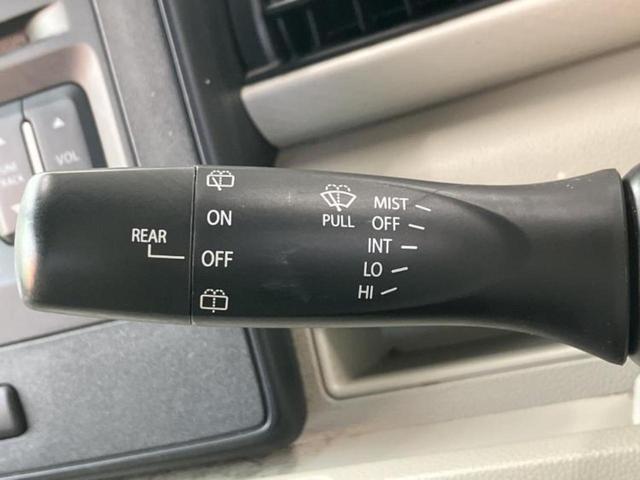 VOL
REAR
ON
OFF
PULL
MIST
OFF
INT
LO
HI